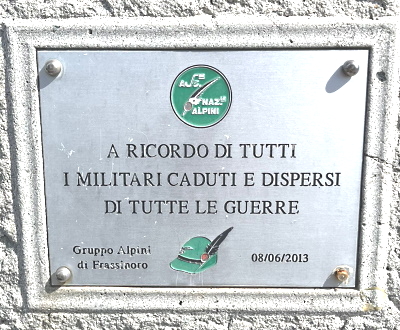 ASS.
NAZ.LE
ALPINI
A RICORDO DI TUTTI
I MILITARI CADUTI E DISPERSI
DI TUTTE LE GUERRE
Gruppo Alpini
di Frassinoro
08/06/2013